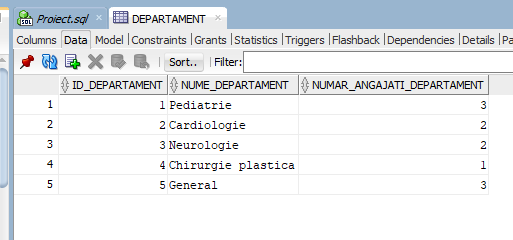 Proiect.sql DEPARTAMENT
Columns Data Model Constraints Grants Statistics Triggers Flashback Dependencies Details
Sort.. Filter:
ID_DEPARTAMENT NUME_DEPARTAMENT NUMAR_ANGAJATI_DEPARTAMENT
1 1 Pediatrie 3
2 2 Cardiologie 2
3 3 Neurologie 2
4 4 Chirurgie plastica 1
5 5 General 3